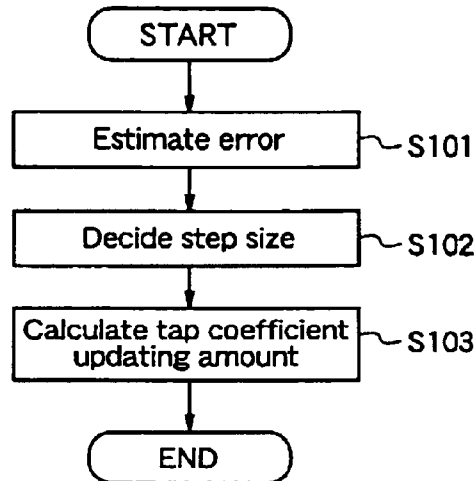 START
Estimate error
S101
Decide step size
S102
Calculate tap coefficient
updating amount
S103
END